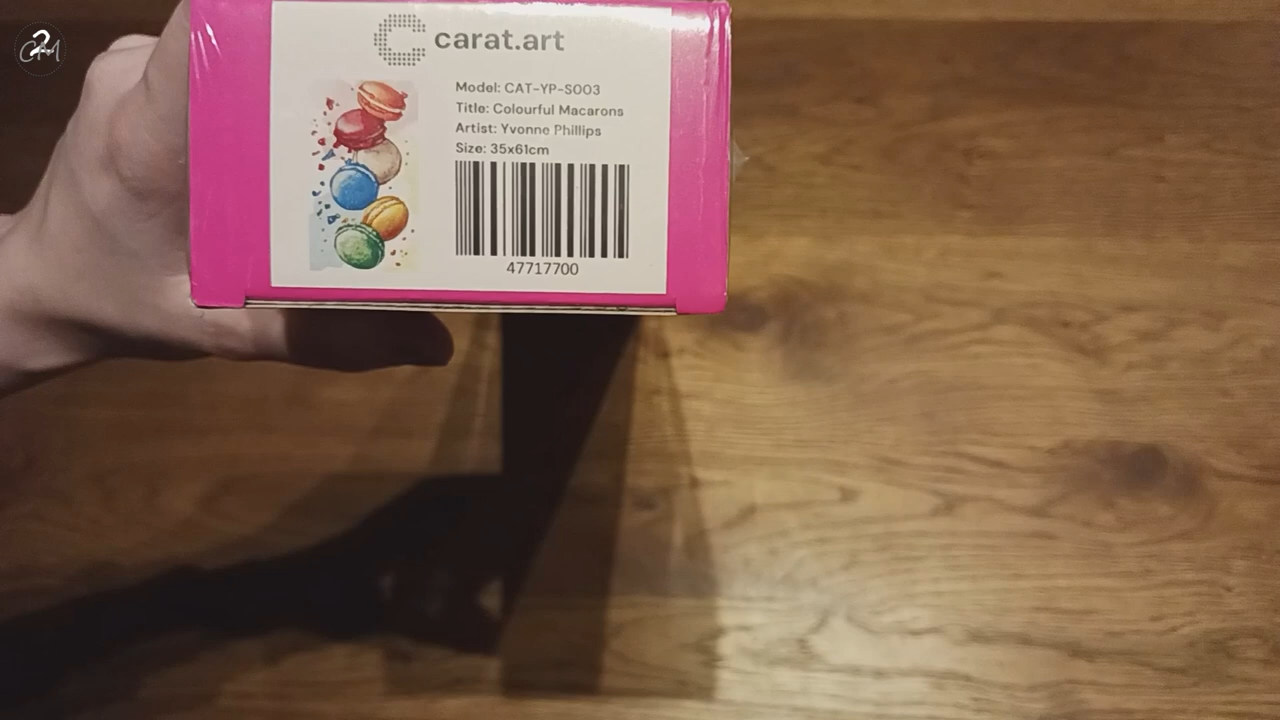 carat.art
Model: CAT-YP-S003
Title: Colourful Macarons
Artist: Yvonne Phillips
Size: 35x61cm
47717700